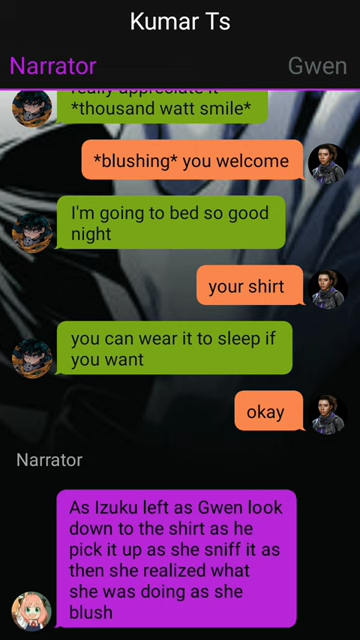 Kumar Ts
Narrator
Gwen
really appreciate it
*thousand watt smile*
*blushing* you welcome
I'm going to bed so good
night
your shirt
you can wear it to sleep if
you want
okay
Narrator
As Izuku left as Gwen look
down to the shirt as he
pick it up as she sniff it as
then she realized what
she was doing as she
blush